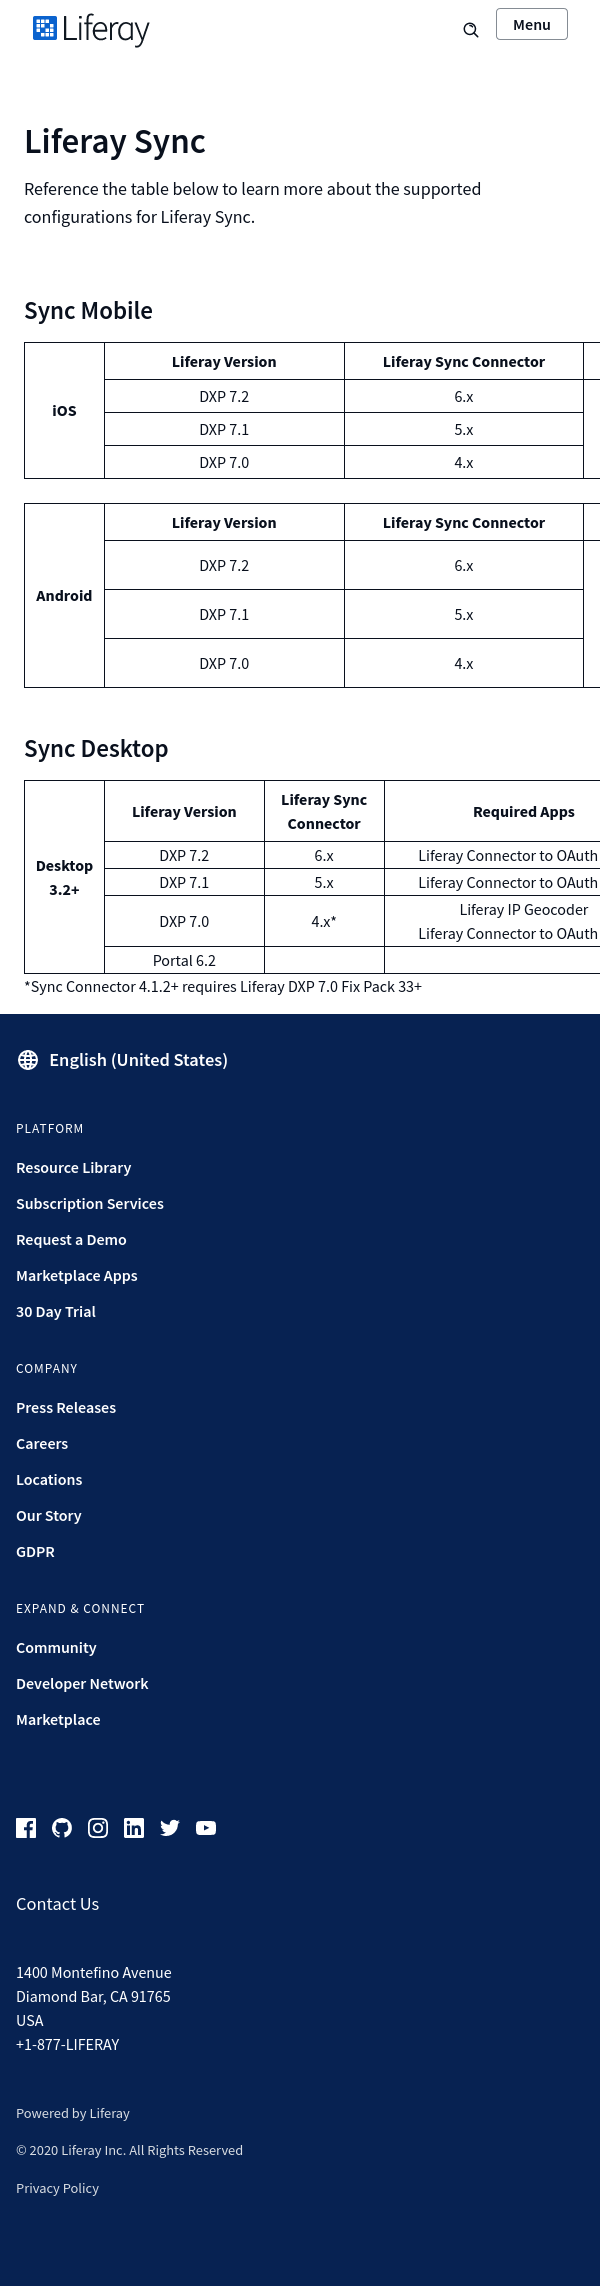 Liferay
Menu
Liferay Sync
Reference the table below to learn more about the supported
configurations for Liferay Sync.
Sync Mobile
iOS
Liferay Version Liferay Sync Connector
DXP 7.2 6.x
DXP 7.1 5.x
DXP 7.0 4.x
Android
Liferay Version Liferay Sync Connector
DXP 7.2 6.x
DXP 7.1 5.x
DXP 7.0 4.x
Sync Desktop
Desktop
3.2+
Liferay Version Liferay Sync Connector Required Apps
DXP 7.2 6.x Liferay Connector to OAuth
DXP 7.1 5.x Liferay Connector to OAuth
DXP 7.0 4.x* Liferay IP Geocoder
Liferay Connector to OAuth
Portal 6.2
*Sync Connector 4.1.2+ requires Liferay DXP 7.0 Fix Pack 33+
English (United States)
PLATFORM
Resource Library
Subscription Services
Request a Demo
Marketplace Apps
30 Day Trial
COMPANY
Press Releases
Careers
Locations
Our Story
GDPR
EXPAND & CONNECT
Community
Developer Network
Marketplace
Contact Us
1400 Montefino Avenue
Diamond Bar, CA 91765
USA
+1-877-LIFERAY
Powered by Liferay
© 2020 Liferay Inc. All Rights Reserved
Privacy Policy